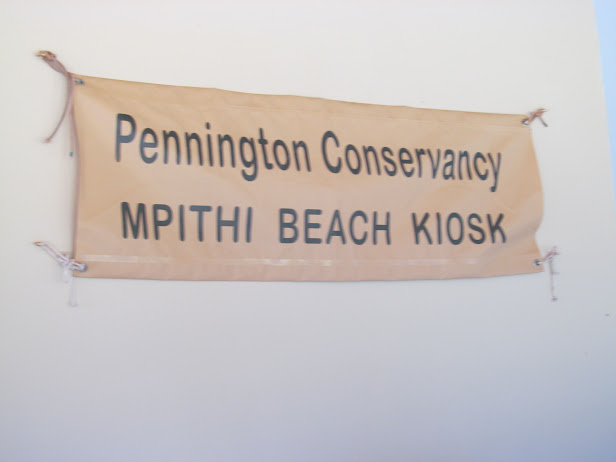 Pennington Conservancy
MPITHI BEACH KIOSK